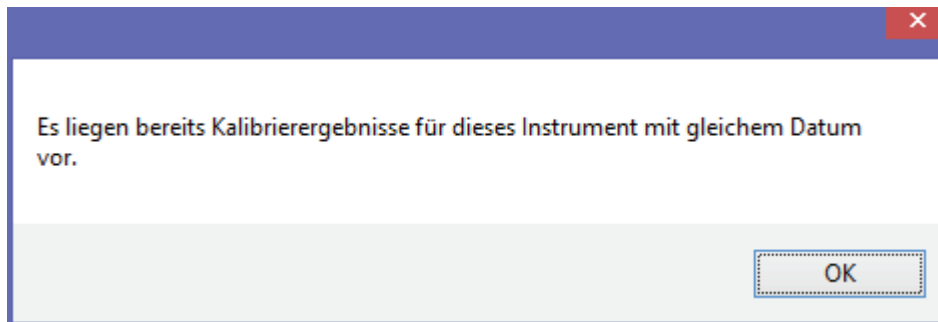 Es liegen bereits Kalibrierergebnisse für dieses Instrument mit gleichem Datum
vor.
OK